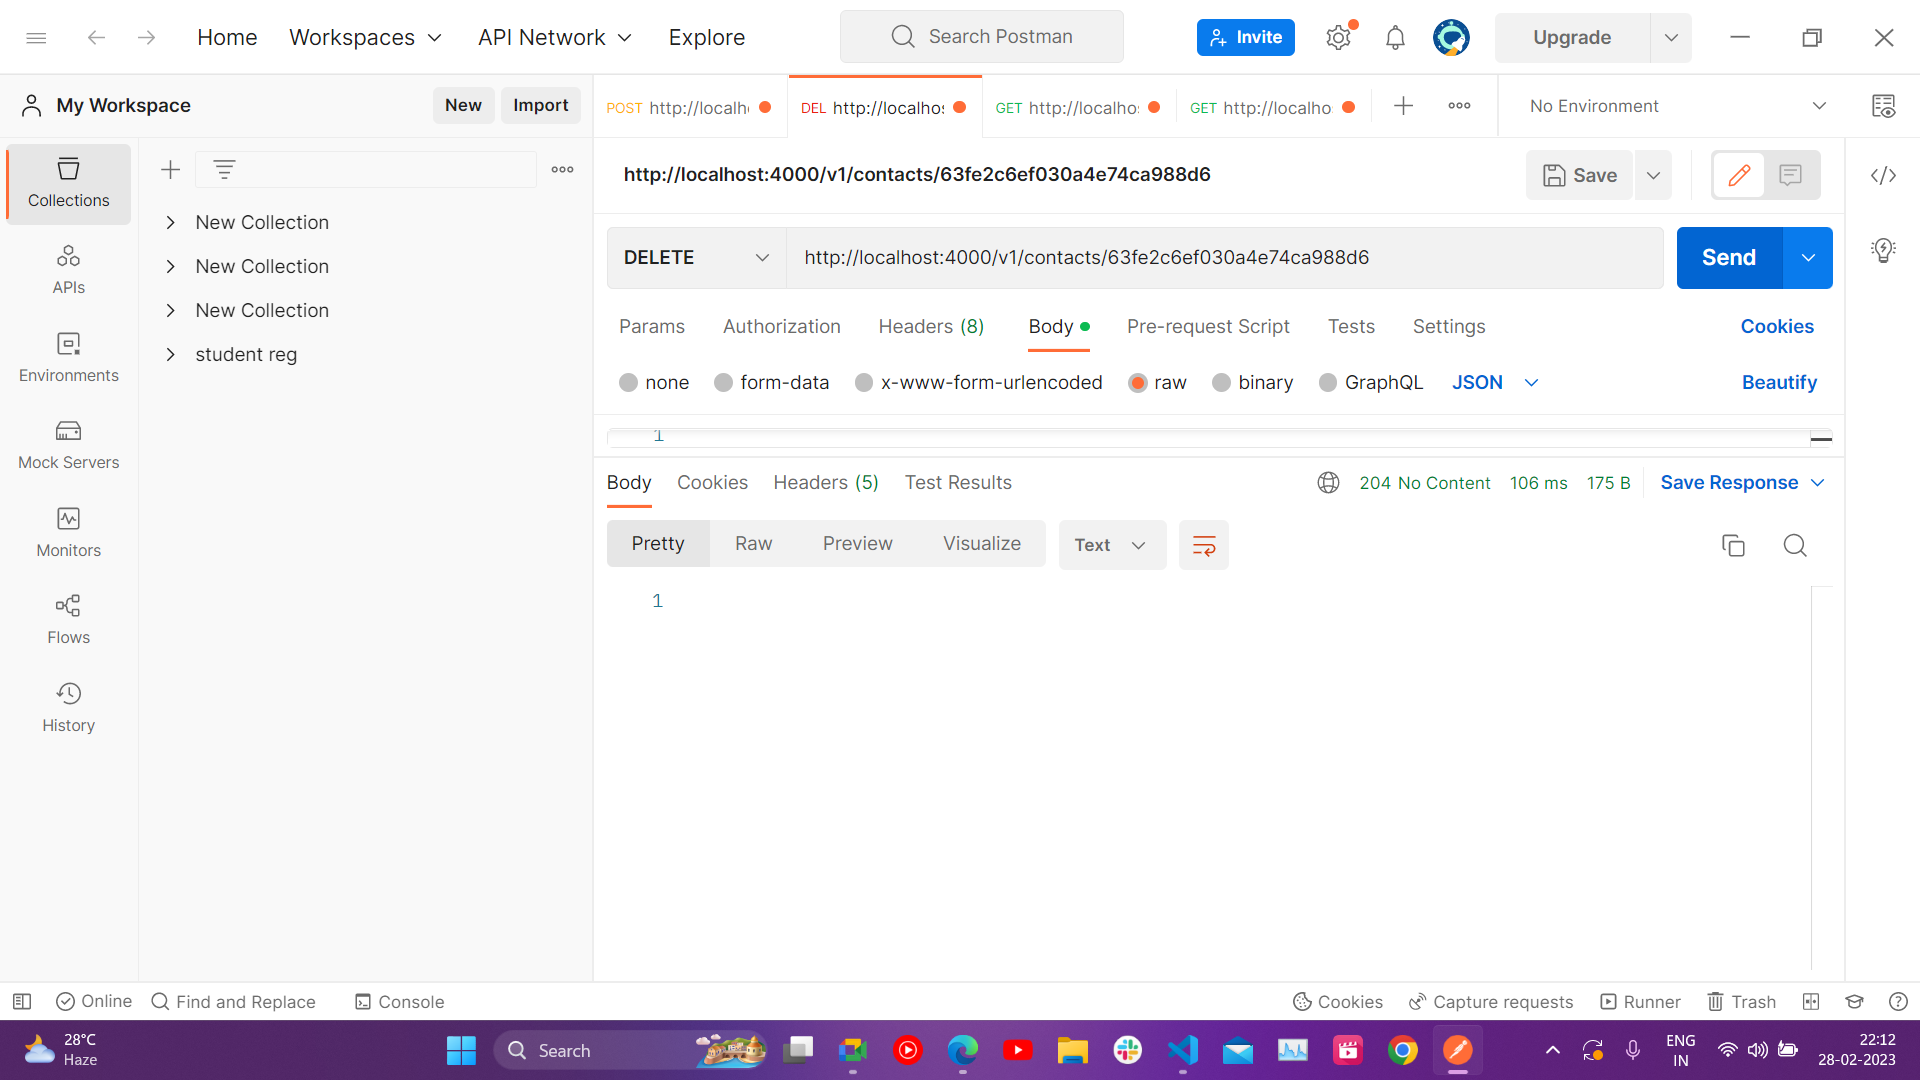 Home
Workspaces
API Network
Explore
Search Postman
Invite
Upgrade
My Workspace
New
Import
POST http://localh
DEL http://localhos
GET http://localhos
GET http://localho
No Environment
Collections
APIs
Environments
Mock Servers
Monitors
Flows
History
New Collection
New Collection
New Collection
student reg
http://localhost:4000/v1/contacts/63fe2c6ef030a4e74ca988d6
Save
DELETE
http://localhost:4000/v1/contacts/63fe2c6ef030a4e74ca988d6
Send
Params
Authorization
Headers (8)
Body
Pre-request Script
Tests
Settings
Cookies
none
form-data
x-www-form-urlencoded
raw
binary
GraphQL
JSON
Beautify
1
Body
Cookies
Headers (5)
Test Results
204 No Content
106 ms
175 B
Save Response
Pretty
Raw
Preview
Visualize
Text
1
Online
Find and Replace
Console
Cookies
Capture requests
Runner
Trash
28°C
Haze
Search
ENG
IN
22:12
28-02-2023